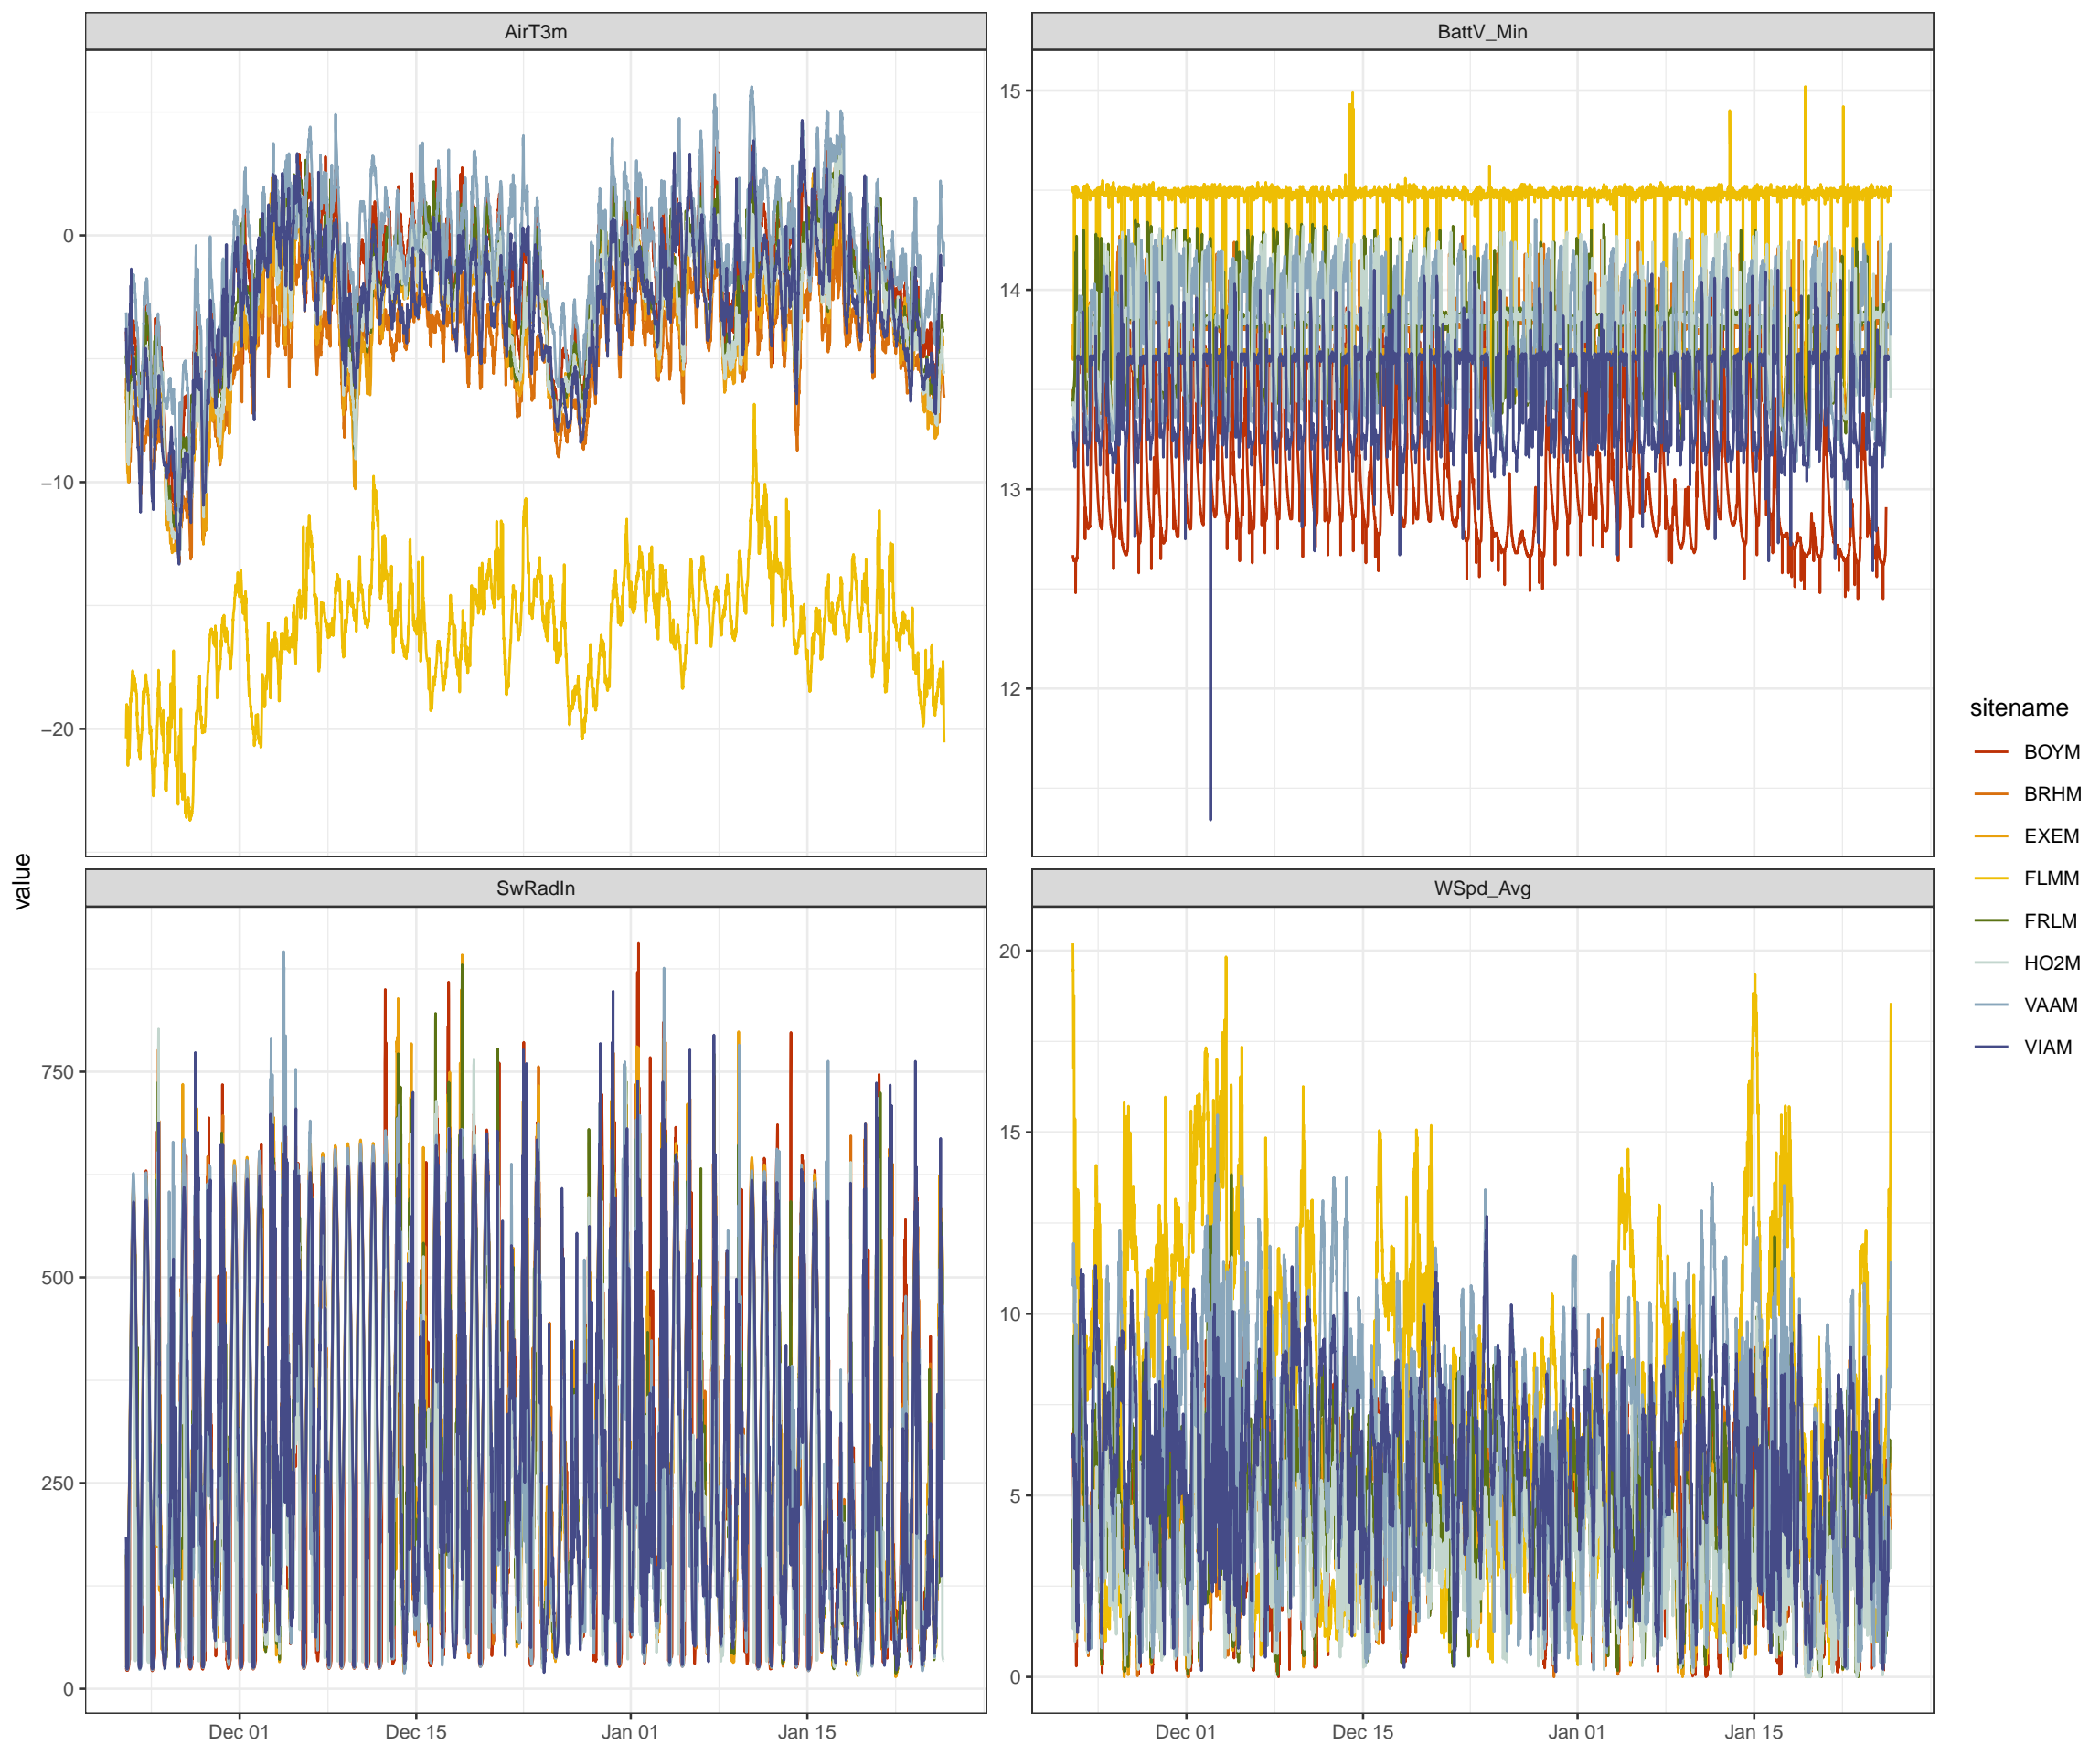 AirT3m
BattV_Min
0
−10
−20
15
14
13
12
SwRadIn
WSpd_Avg
750
500
250
0
20
15
10
5
0
Dec 01
Dec 15
Jan 01
Jan 15
Dec 01
Dec 15
Jan 01
Jan 15
value
sitename
BOYM
BRHM
EXEM
FLMM
FRLM
HO2M
VAAM
VIAM